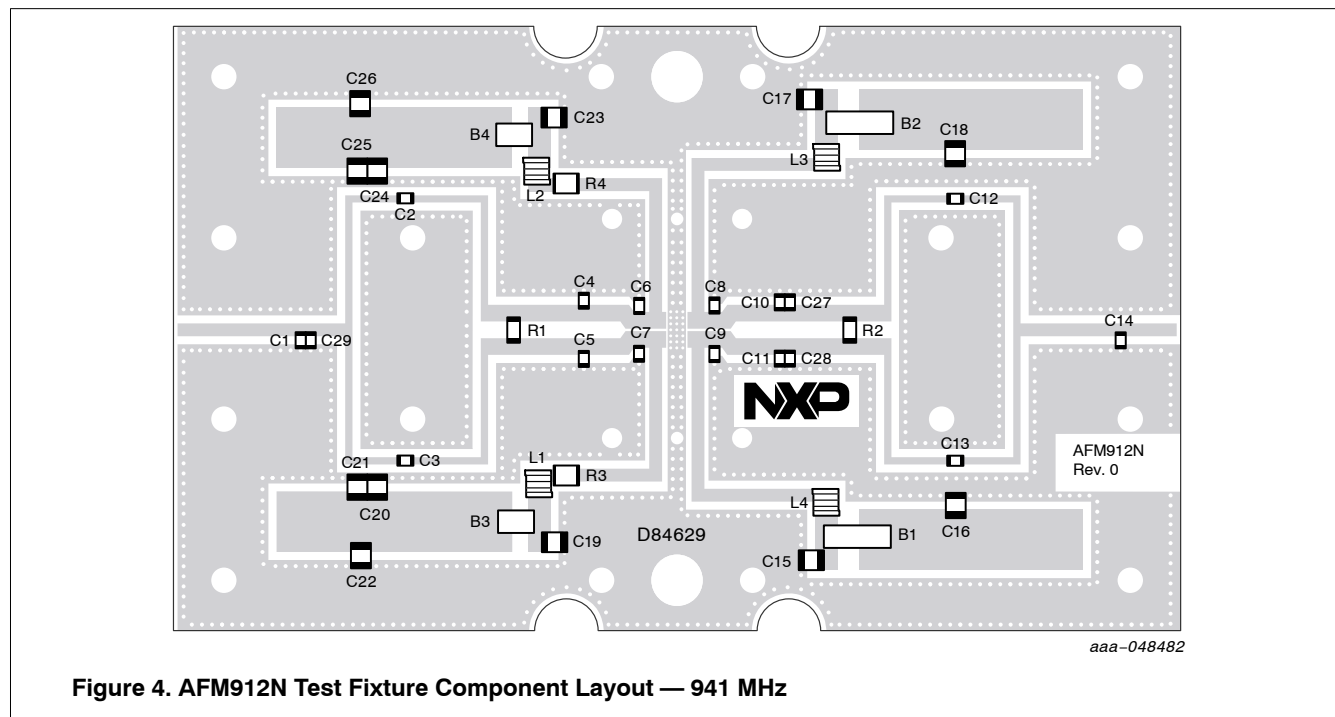 C26
C17
C23
B2
B4
C18
C25
L3
R4
C24
L2
C2
C12
C4
C6
C8
C10
C27
C14
R1
R2
C1
C29
C7
C9
C5
C11
C28
NXP
C13
AFM912N
Rev. 0
L1
C21
C3
R3
L4
C20
B3
C16
D84629
B1
C19
C15
C22
aaa–048482
Figure 4. AFM912N Test Fixture Component Layout — 941 MHz